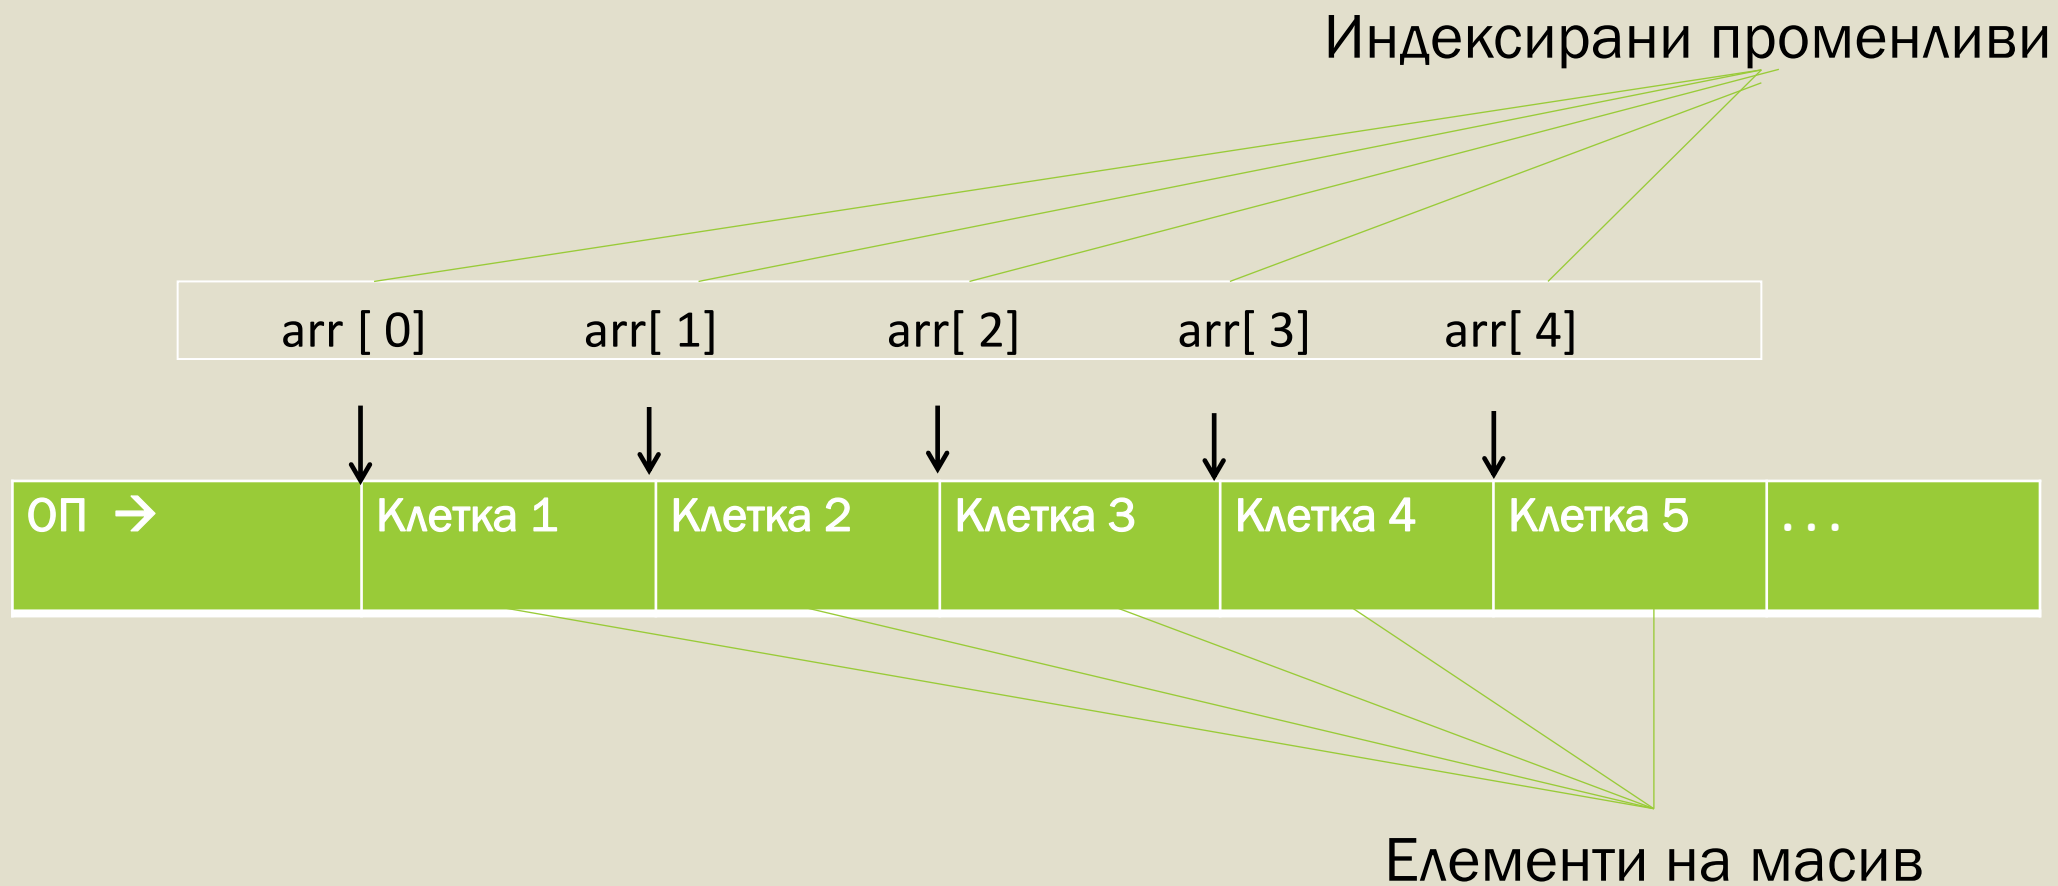 Индексирани променливи
arr [ 0] arr[ 1] arr[ 2] arr[ 3] arr[ 4]
ОП → Клетка 1 Клетка 2 Клетка 3 Клетка 4 Клетка 5 . . .
Елементи на масив